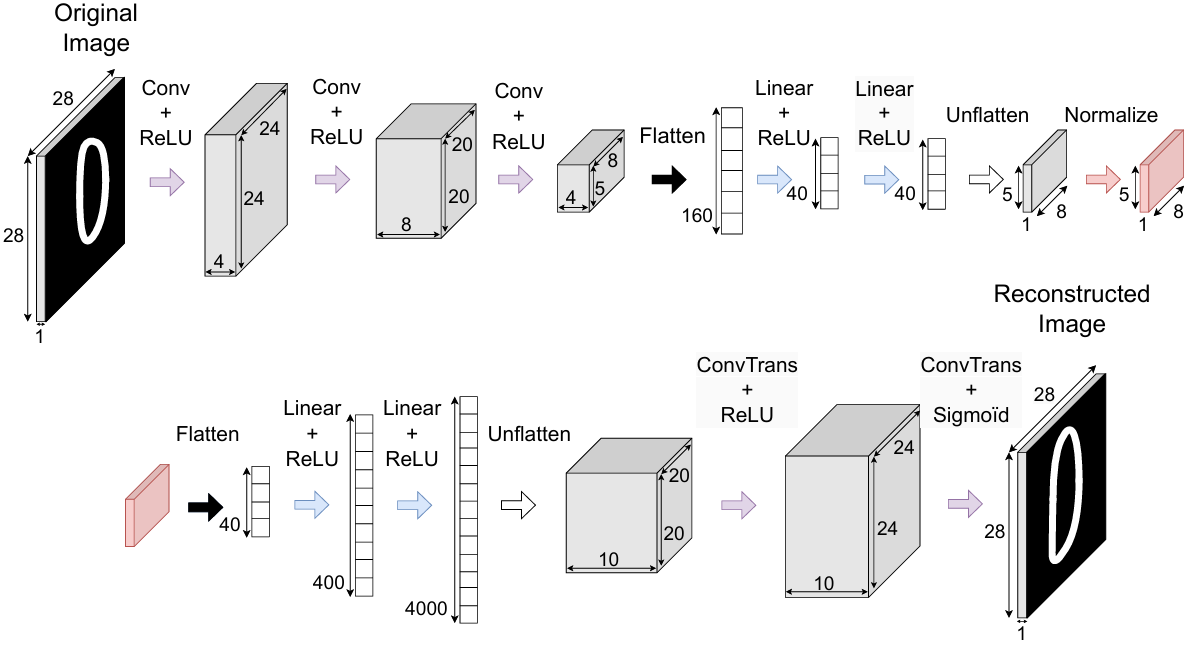 Original
Image
28
28
1
Conv
+
ReLU
24
24
4
Conv
+
ReLU
20
20
8
Conv
+
ReLU
8
5
4
Flatten
160
Linear
+
ReLU
40
Linear
+
ReLU
40
Unflatten
5
8
1
Normalize
5
8
1
Flatten
40
Linear
+
ReLU
400
Linear
+
ReLU
4000
Unflatten
20
20
10
ConvTrans
+
ReLU
24
24
10
ConvTrans
+
Sigmoïd
Reconstructed
Image
28
28
1